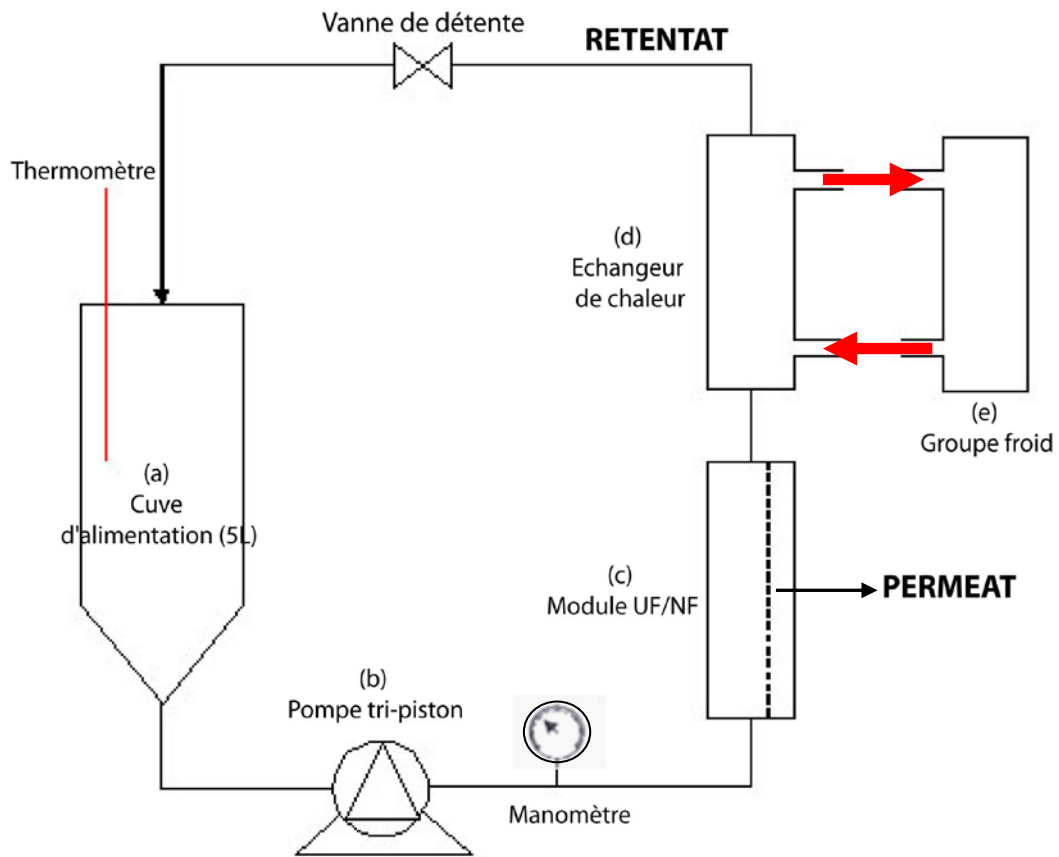 Vanne de détente
RETENTAT
Thermomètre
(d)
Echangeur
de chaleur
(e)
Groupe froid
(a)
Cuve
d'alimentation (5L)
(c)
Module UF/NF
PERMEAT
(b)
Pompe tri-piston
Manomètre